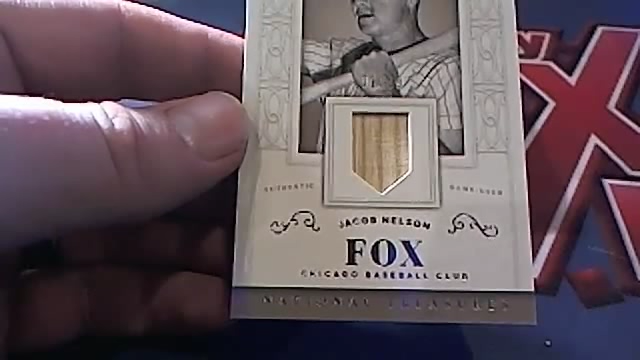 AUTHENTIC GAME-USED
JACOB NELSON
FOX
CHICAGO BASEBALL CLUB
NATIONAL TREASURES